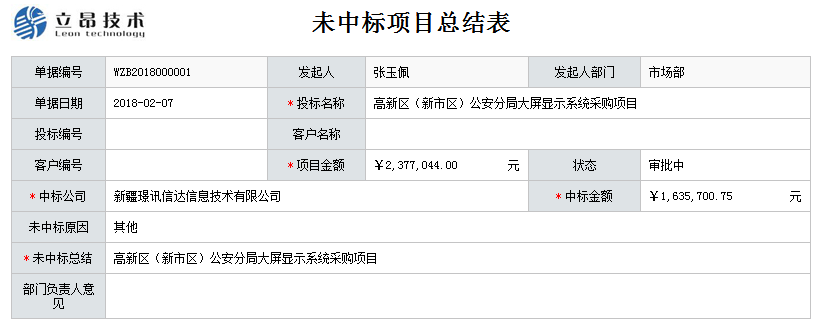 立昂技术
Leon technology
未中标项目总结表
单据编号 WZB2018000001 发起人 张玉佩 发起人部门 市场部
单据日期 2018-02-07 *投标名称 高新区（新市区）公安分局大屏显示系统采购项目
投标编号 客户名称
客户编号 *项目金额 ￥2,377,044.00 元 状态 审批中
*中标公司 新疆璟讯信达信息技术有限公司 *中标金额 ￥1,635,700.75 元
未中标原因 其他
*未中标总结 高新区（新市区）公安分局大屏显示系统采购项目
部门负责人意
见